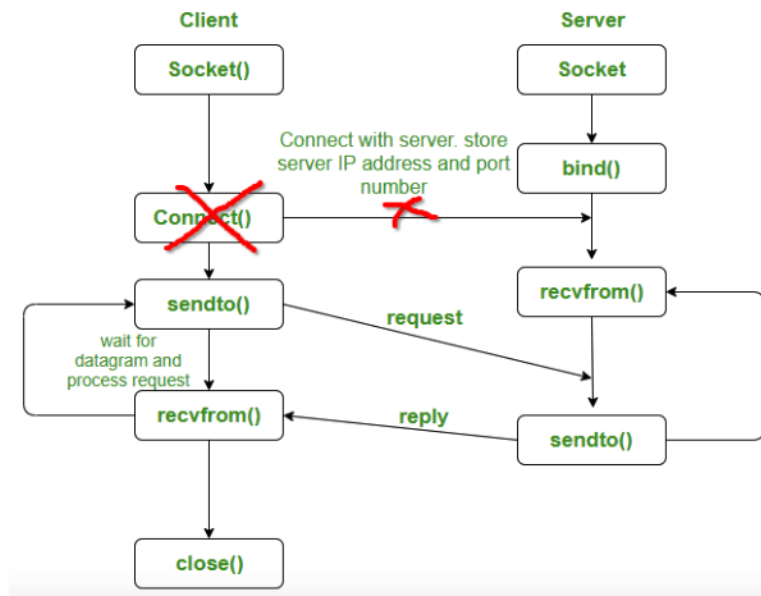 Client
Server
Socket()
Socket
Connect with server. store
server IP address and port
number
bind()
Connect()
recvfrom()
sendto()
request
wait for
datagram and
process request
recvfrom()
reply
sendto()
close()